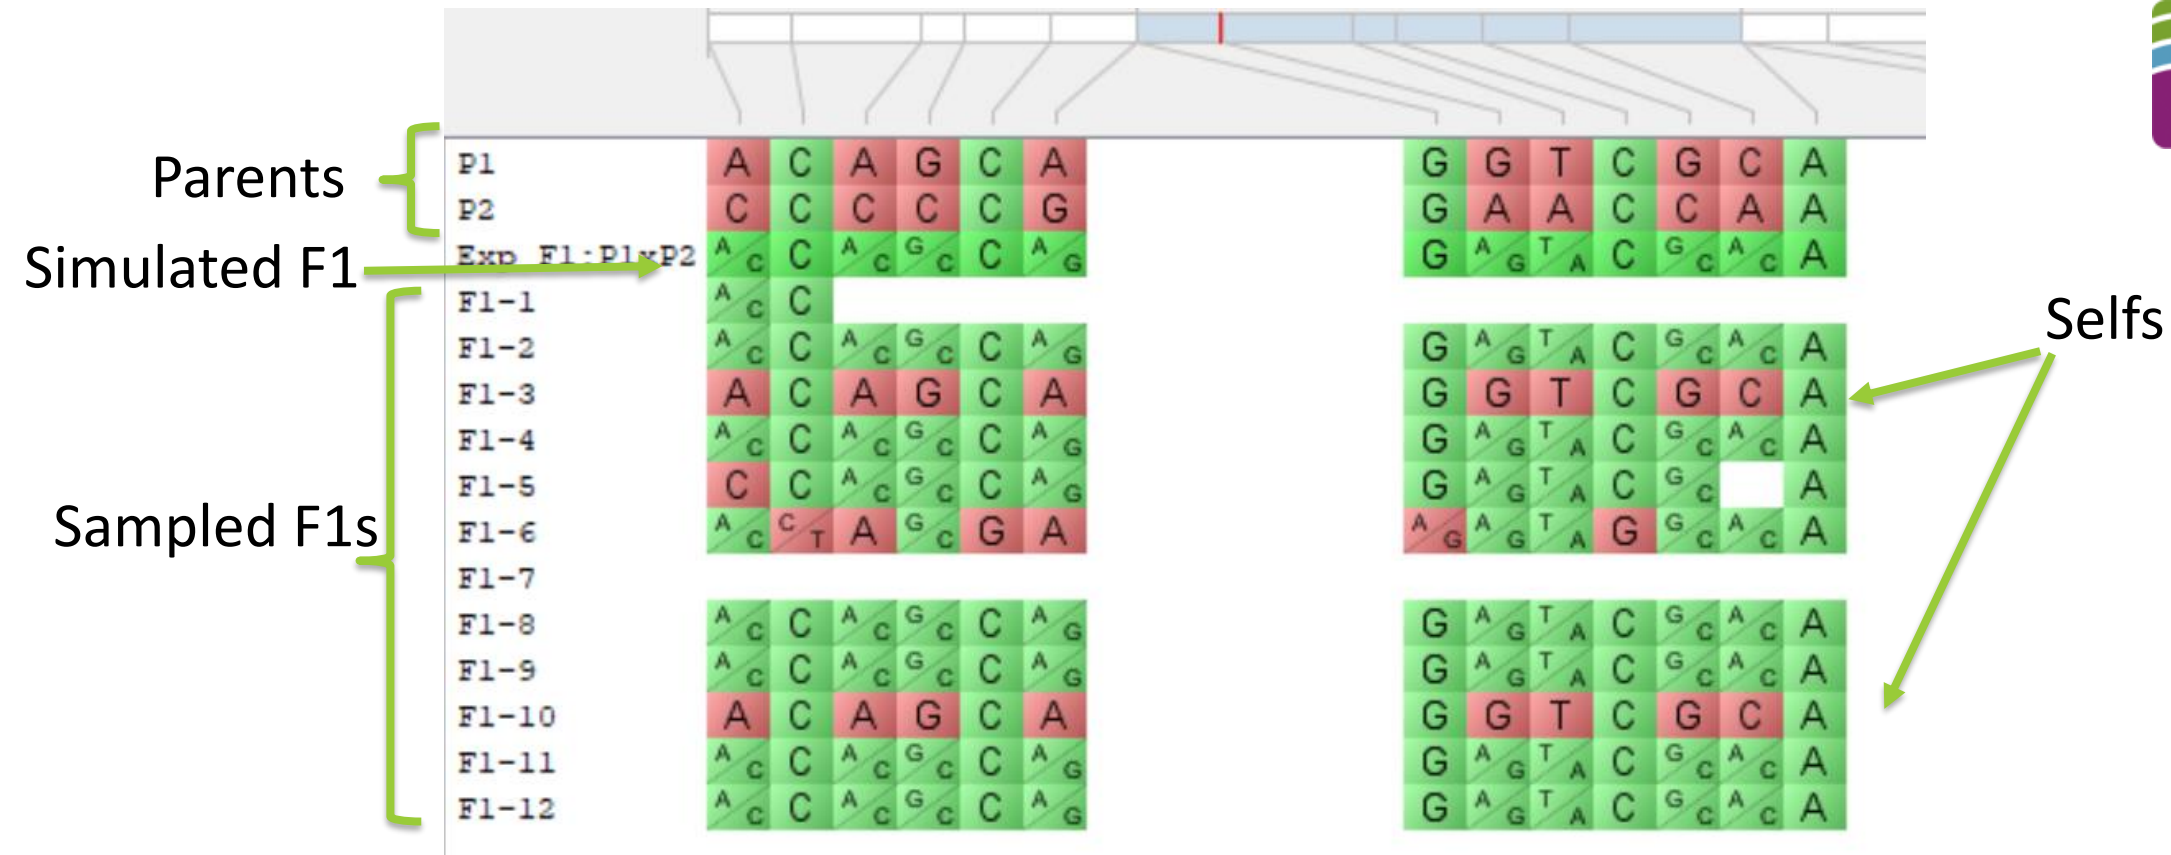 Parents
Simulated F1
Sampled F1s
Selfs
P1 A C A G C A G G T C G C A
P2 C C C C C G G A A C C A A
Exp F1:P1xP2 A/C C A/C G/C C A/G G A/G T/A C G/C A/C A
F1-1 A/C C
F1-2 A/C C A/C G/C C A/G G A/G T/A C G/C A/C A
F1-3 A C A G C A G G T C G C A
F1-4 A/C C A/C G/C C A/G G A/G T/A C G/C A/C A
F1-5 C C A/C G/C C A/G G A/G T/A C G/C A
F1-6 A/C C/T A G/C G A A/G A/G T/A G G/C A/C A
F1-7
F1-8 A/C C A/C G/C C A/G G A/G T/A C G/C A/C A
F1-9 A/C C A/C G/C C A/G G A/G T/A C G/C A/C A
F1-10 A C A G C A G G T C G C A
F1-11 A/C C A/C G/C C A/G G A/G T/A C G/C A/C A
F1-12 A/C C A/C G/C C A/G G A/G T/A C G/C A/C A